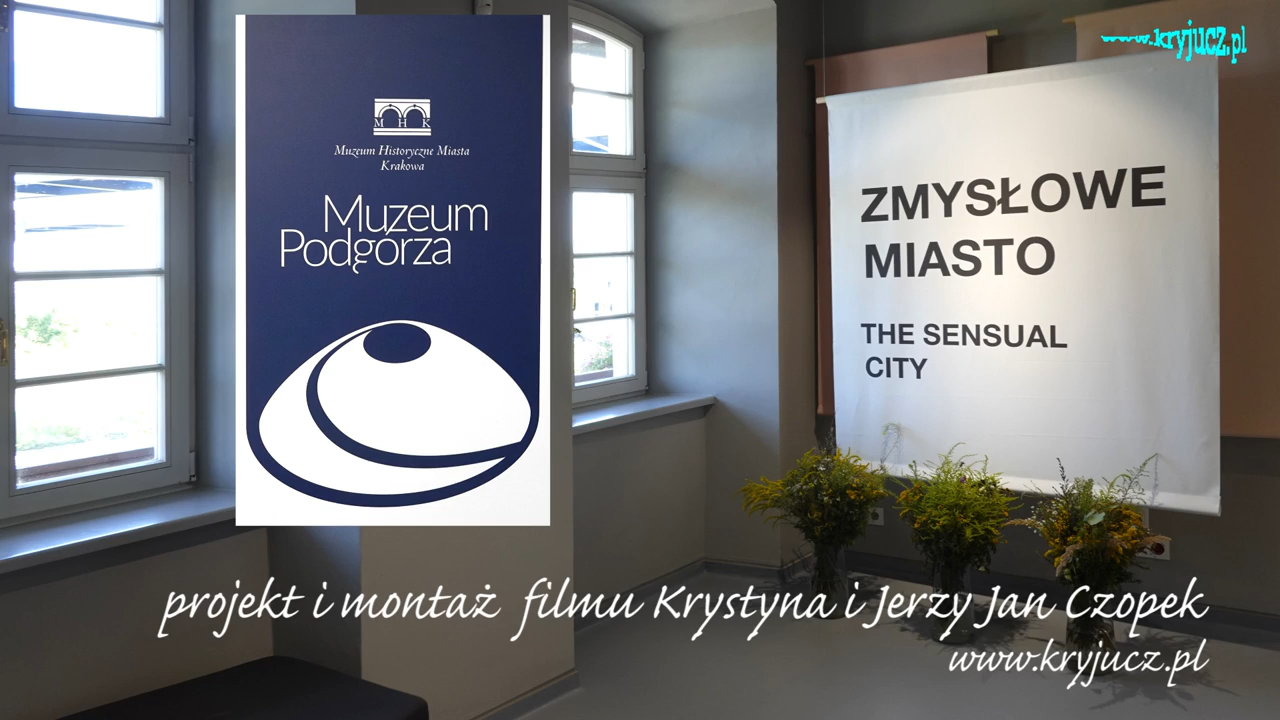 www.kryjucz.pl
M H K
Muzeum Historyczne Miasta
Krakowa
Muzeum
Podgórza
ZMYSŁOWE
MIASTO
THE SENSUAL
CITY
projekt i montaż filmu Krystyna i Jerzy Jan Czopek
www.kryjucz.pl